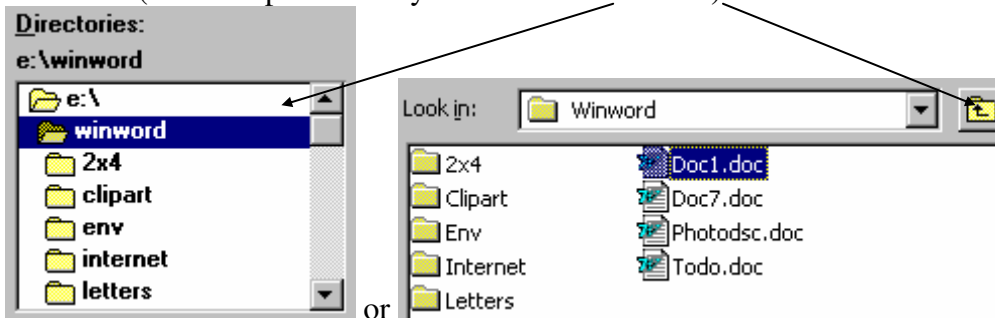 Directories:
e:\winword
e:\
winword
2x4
clipart
env
internet
letters
or
Look in:
Winword
2x4
Clipart
Env
Internet
Letters
Doc1.doc
Doc7.doc
Photodsc.doc
Todo.doc